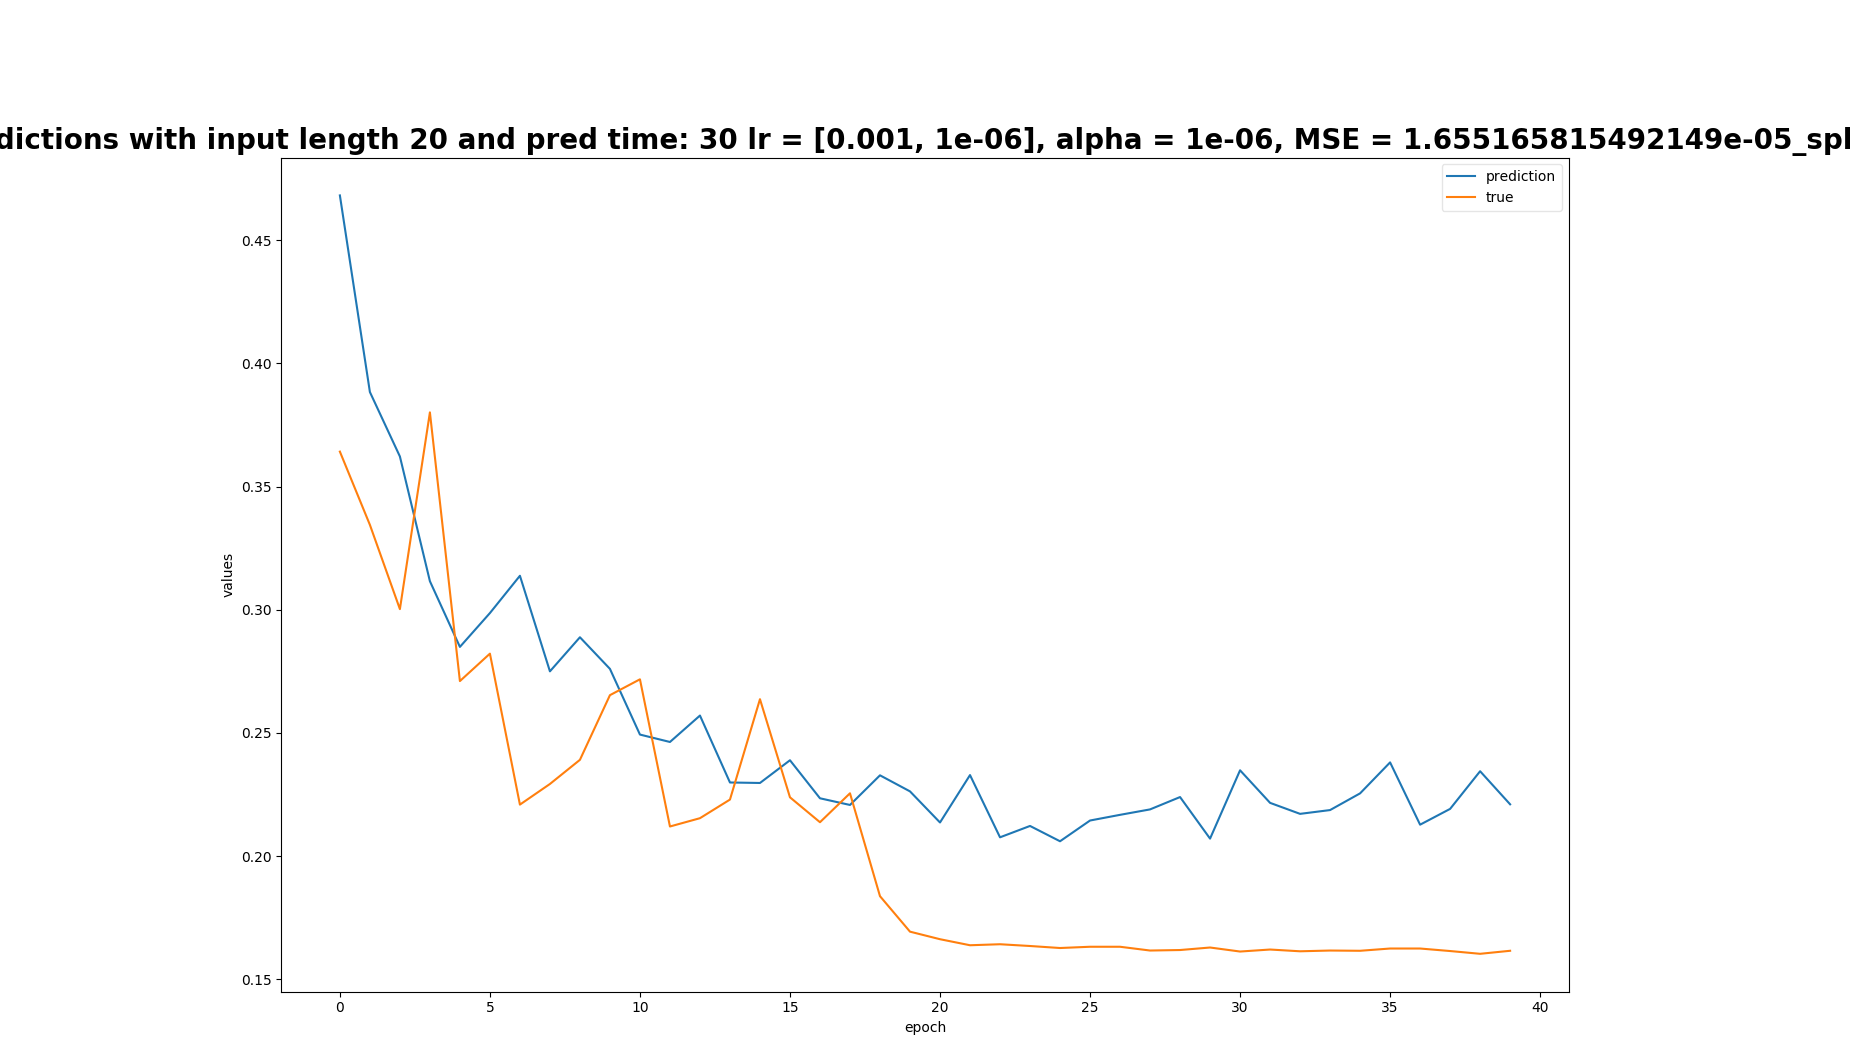 dictions with input length 20 and pred time: 30 lr = [0.001, 1e-06], alpha = 1e-06, MSE = 1.655165815492149e-05_spl
prediction
true
0.45
0.40
0.35
0.30
0.25
0.20
0.15
values
0 5 10 15 20 25 30 35 40
epoch